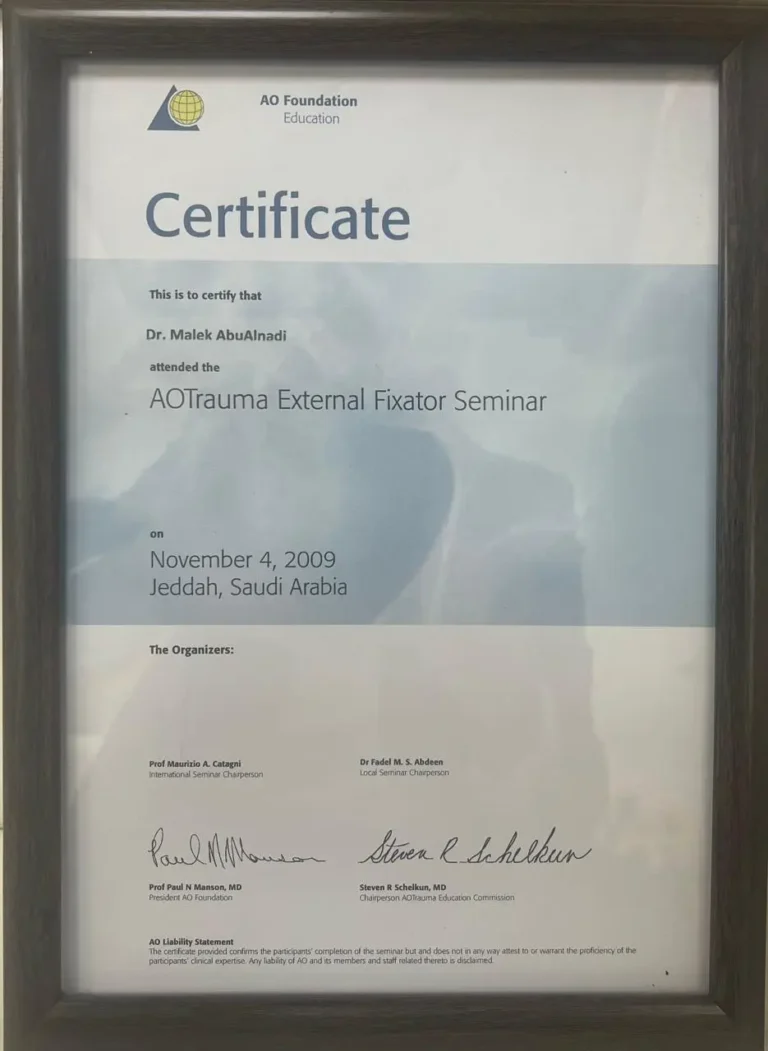 AO Foundation
Education
Certificate
This is to certify that
Dr. Malek AbuAlnadi
attended the
AOTrauma External Fixator Seminar
on
November 4, 2009
Jeddah, Saudi Arabia
The Organizers:
Prof Maurizio A. Catagni
International Seminar Chairperson
Dr Fadel M. S. Abdeen
Local Seminar Chairperson
Paul N Manson
Steven R Schelkun
Prof Paul N Manson, MD
President AO Foundation
Steven R Schelkun, MD
Chairperson AOTrauma Education Commission
AO Liability Statement
The certificate provided confirms the participants' completion of the seminar but and does not in any way attest to or warrant the proficiency of the
participants' clinical expertise. Any liability of AO and its members and staff related thereto is disclaimed.